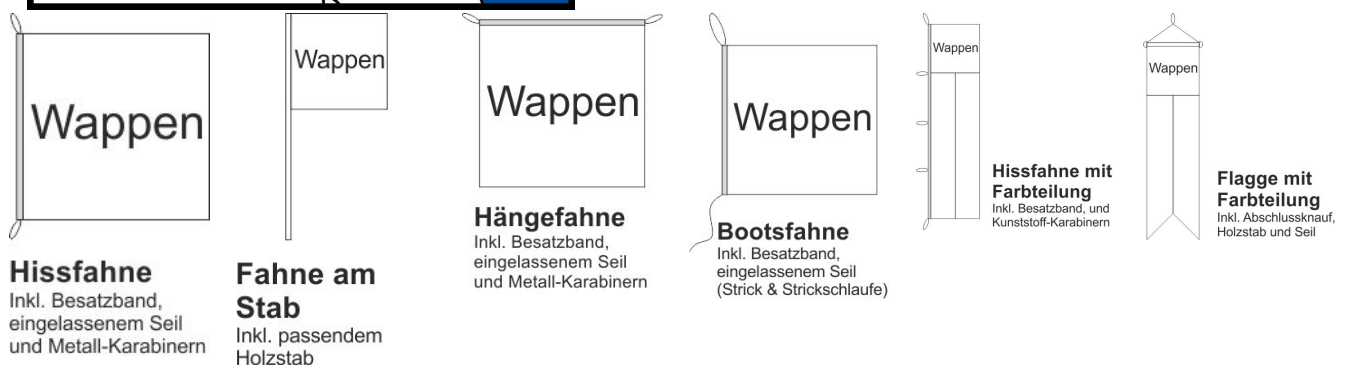 Wappen
Hissfahne
Inkl. Besatzband,
eingelassenem Seil
und Metall-Karabinern
Wappen
Fahne am
Stab
Inkl. passendem
Holzstab
Wappen
Hängefahne
Inkl. Besatzband,
eingelassenem Seil
und Metall-Karabinern
Wappen
Bootsfahne
Inkl. Besatzband,
eingelassenem Seil
(Strick & Strickschlaufe)
Wappen
Hissfahne mit
Farbteilung
Inkl. Besatzband, und
Kunststoff-Karabinern
Wappen
Flagge mit
Farbteilung
Inkl. Abschlussknauf,
Holzstab und Seil